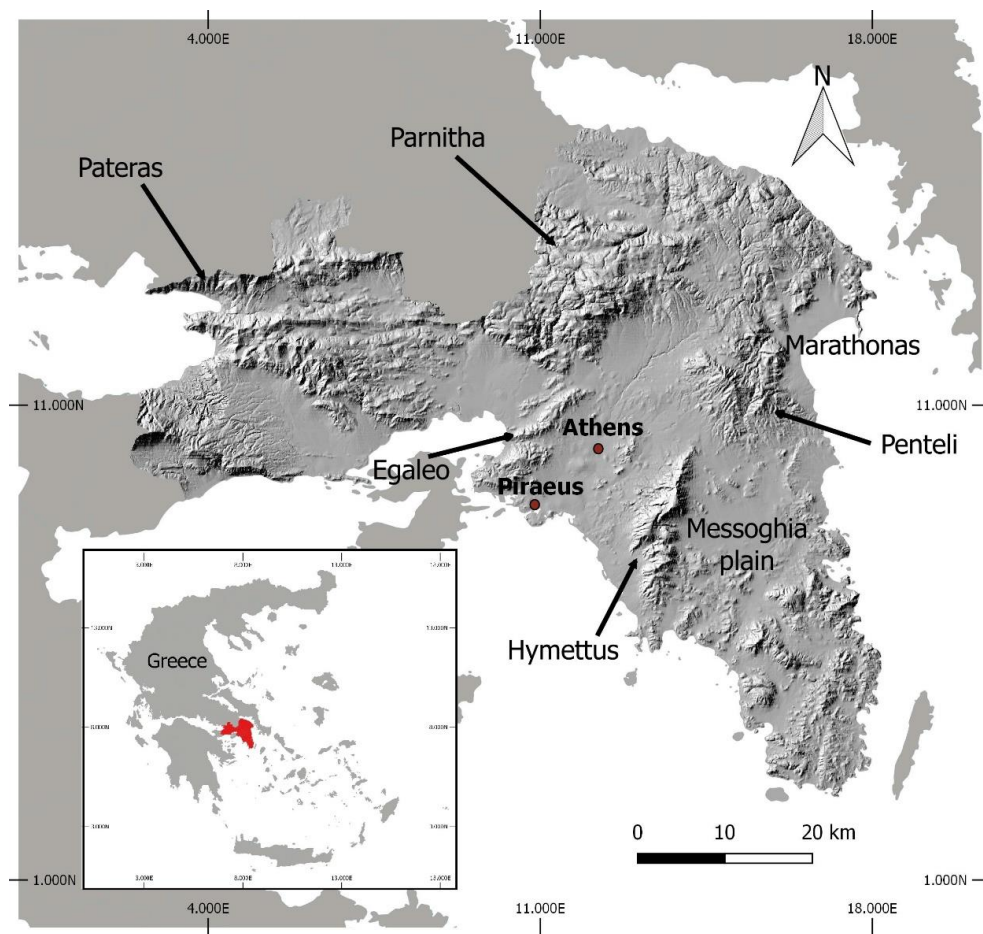 4.000E
11.000E
18.000E
N
Parnitha
Pateras
Marathonas
11.000N
11.000N
Athens
Penteli
Egaleo
Piraeus
Messoghia
plain
Hymettus
Greece
0 10 20 km
1.000N
1.000N
4.000E
11.000E
18.000E